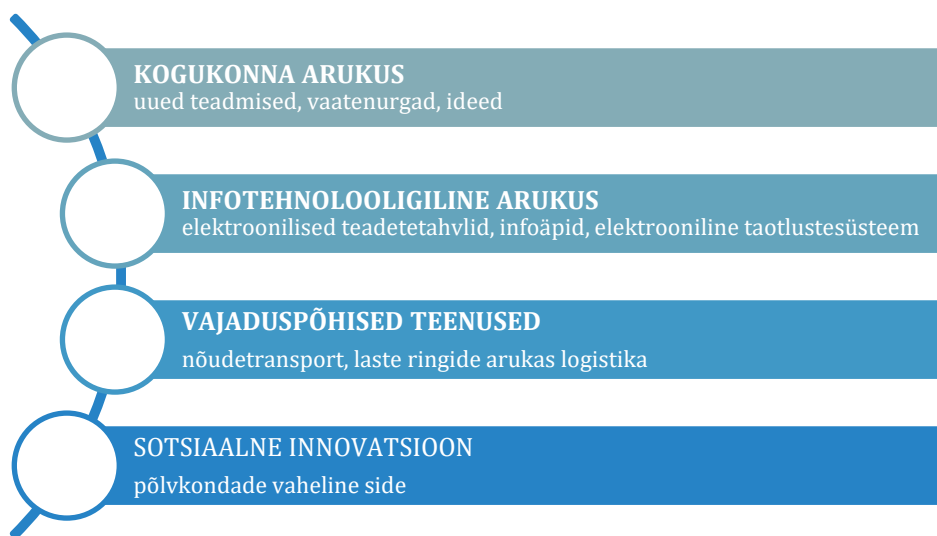 KOGUKONNA ARUKUS
uued teadmised, vaatenurgad, ideed
INFOTEHNOLOOLIGILINE ARUKUS
elektroonilised teadetetahvlid, infoäpid, elektrooniline taotlustesüsteem
VAJADUSPÕHISED TEENUSED
nõudetransport, laste ringide arukas logistika
SOTSIAALNE INNOVATSIOON
põlvkondade vaheline side